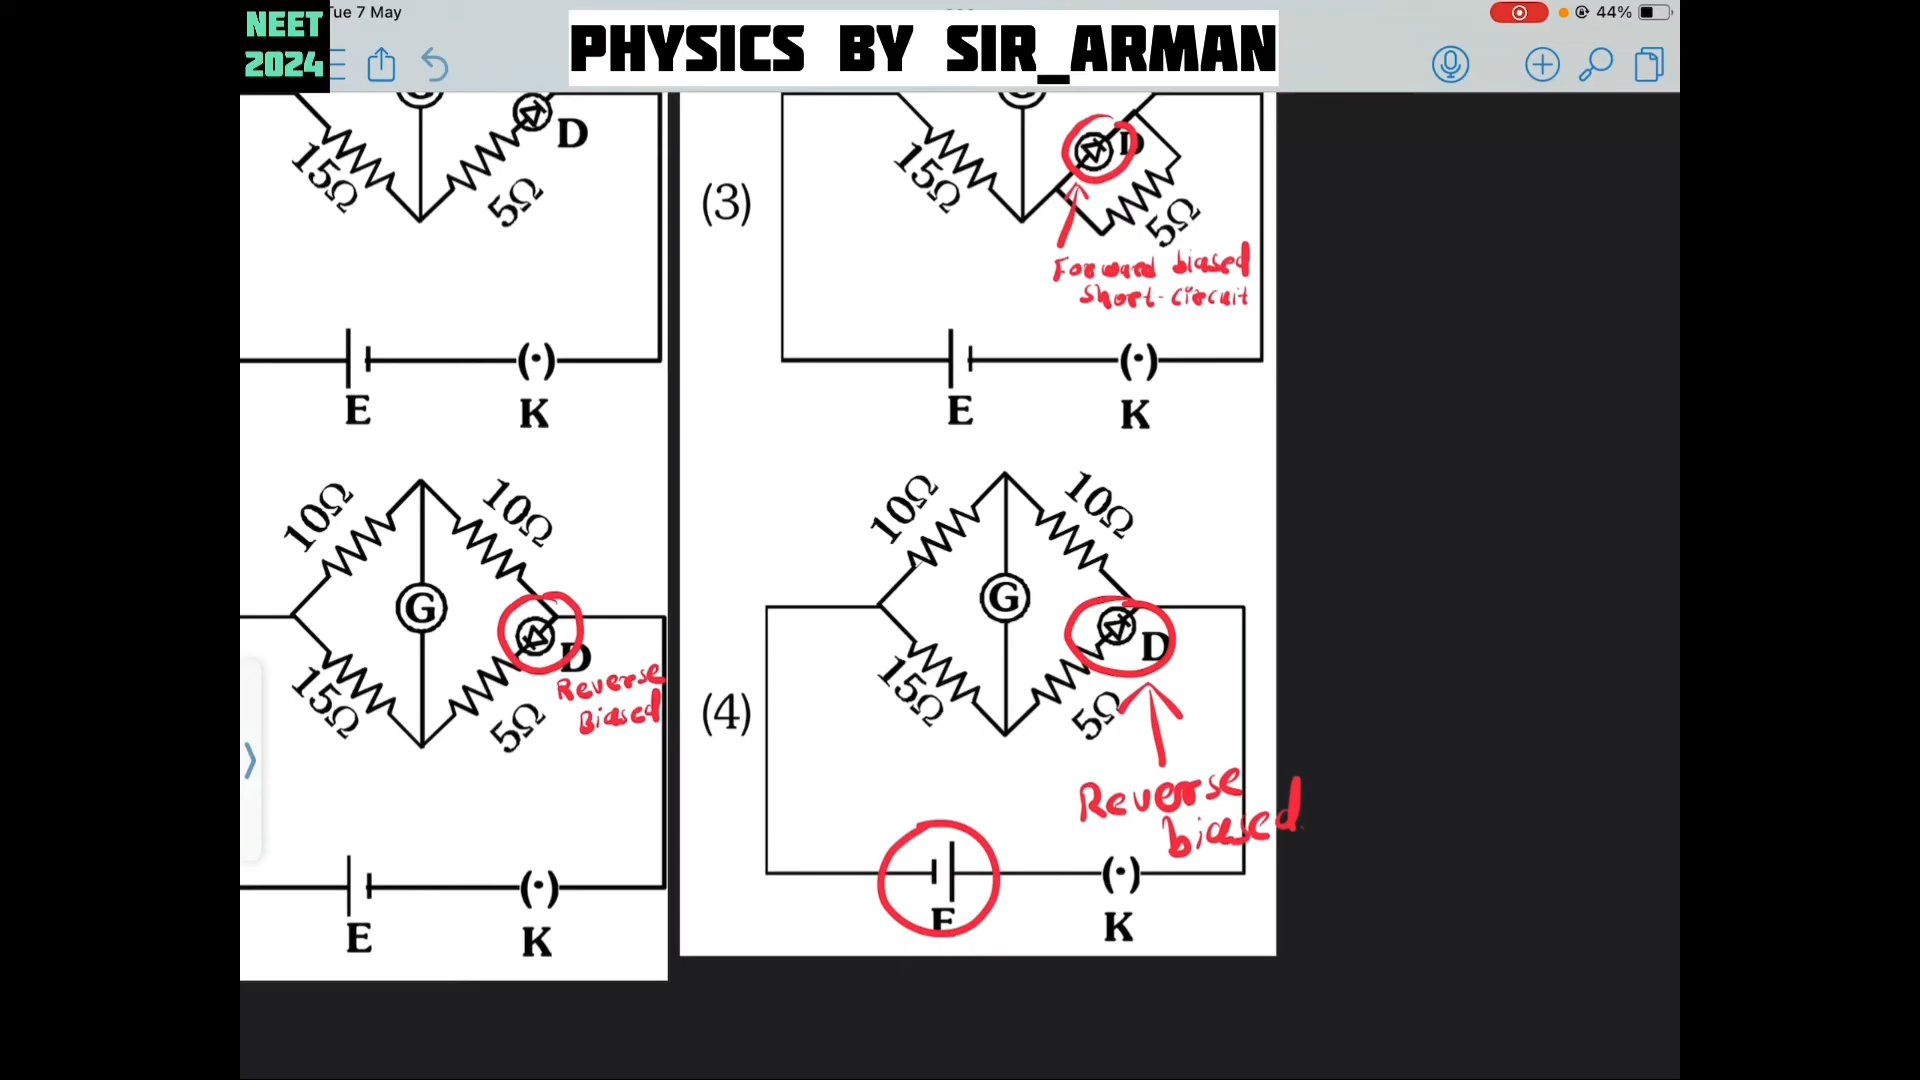 NEET
2024
Tue 7 May
PHYSICS BY SIR_ARMAN
44%
15Ω
5Ω
D
E
K
(3)
15Ω
D
5Ω
Forward biased
short-circuit
E
K
10Ω
10Ω
G
15Ω
5Ω
D
Reverse
Biased
E
K
(4)
10Ω
10Ω
G
15Ω
5Ω
D
Reverse
biased.
E
K